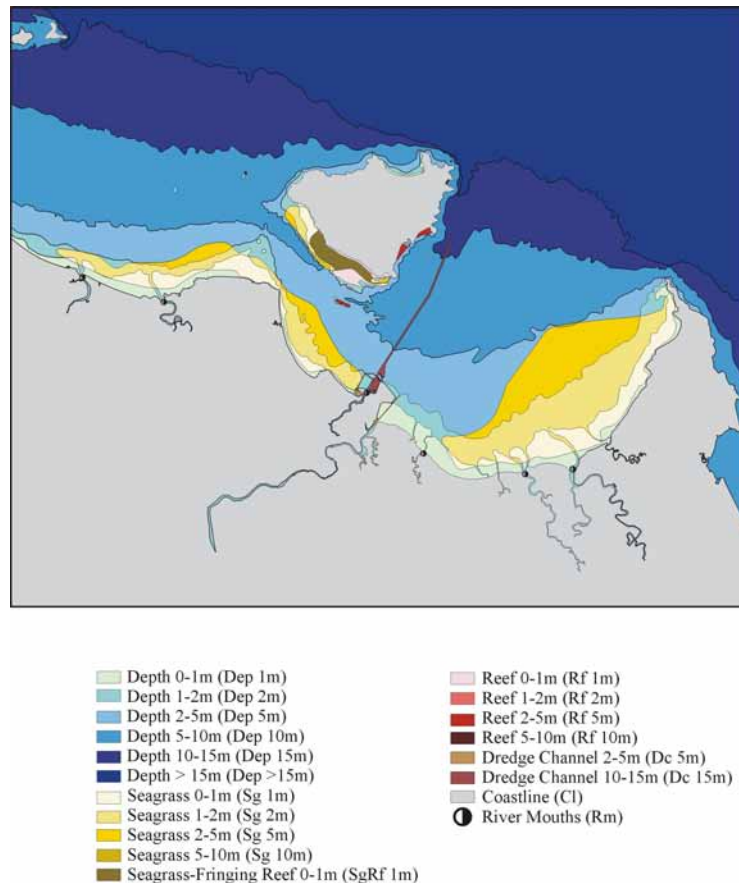 Depth 0-1m (Dep 1m)
Depth 1-2m (Dep 2m)
Depth 2-5m (Dep 5m)
Depth 5-10m (Dep 10m)
Depth 10-15m (Dep 15m)
Depth > 15m (Dep >15m)
Seagrass 0-1m (Sg 1m)
Seagrass 1-2m (Sg 2m)
Seagrass 2-5m (Sg 5m)
Seagrass 5-10m (Sg 10m)
Seagrass-Fringing Reef 0-1m (SgRf 1m)
Reef 0-1m (Rf 1m)
Reef 1-2m (Rf 2m)
Reef 2-5m (Rf 5m)
Reef 5-10m (Rf 10m)
Dredge Channel 2-5m (Dc 5m)
Dredge Channel 10-15m (Dc 15m)
Coastline (Cl)
River Mouths (Rm)